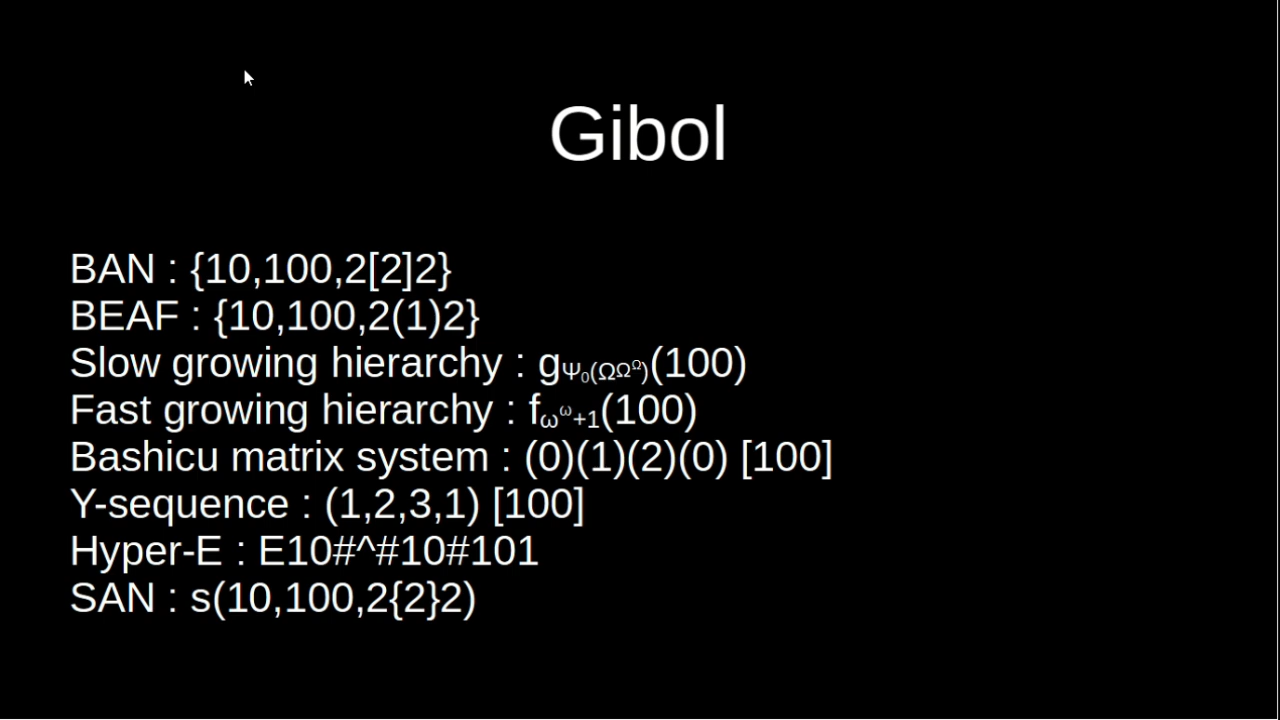 Gibol
BAN : {10,100,2[2]2}
BEAF : {10,100,2(1)2}
Slow growing hierarchy : gΨ₀(ΩΩΩ)(100)
Fast growing hierarchy : fωω+1(100)
Bashicu matrix system : (0)(1)(2)(0) [100]
Y-sequence : (1,2,3,1) [100]
Hyper-E : E10#^#10#101
SAN : s(10,100,2{2}2)